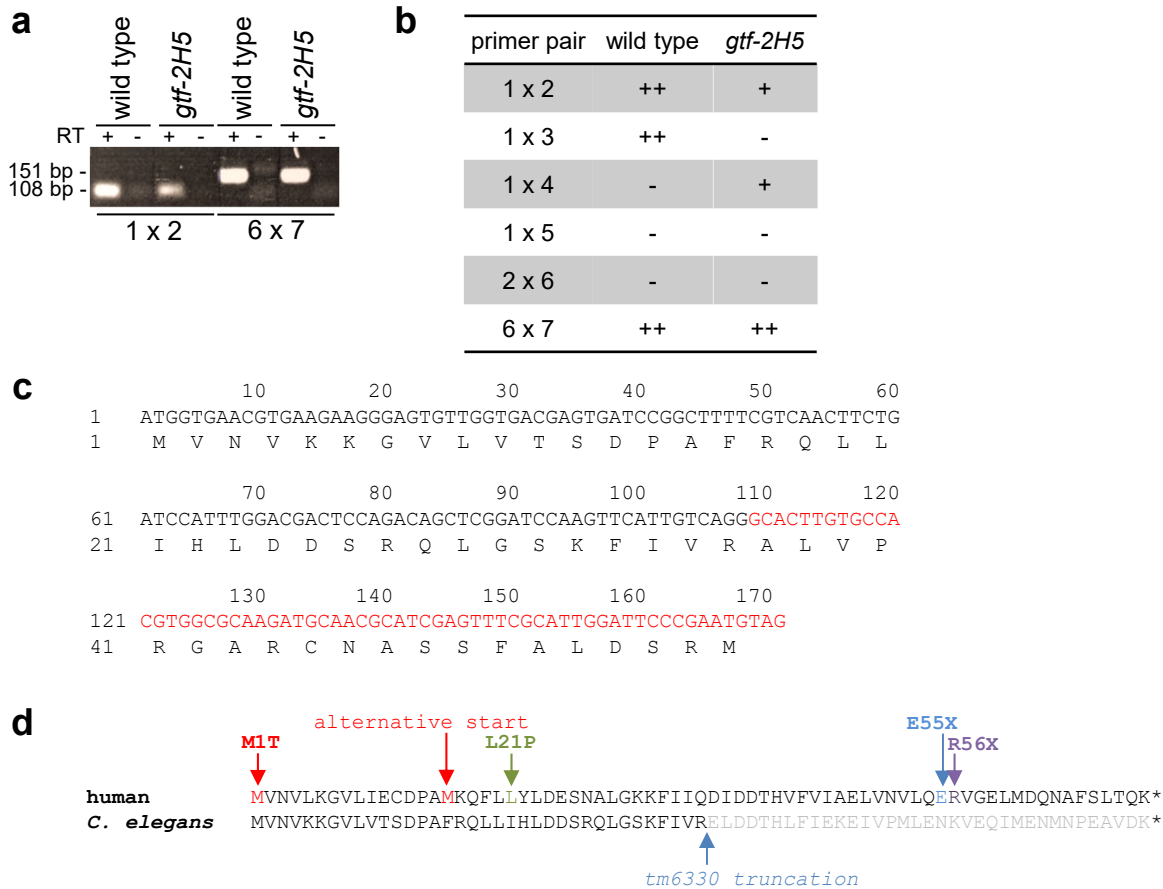 a
wild type gtf-2H5 wild type gtf-2H5
RT + - + - + - + -
151 bp -
108 bp -
1 x 2 6 x 7
b
primer pair wild type gtf-2H5
1 x 2 ++ +
1 x 3 ++ -
1 x 4 - +
1 x 5 - -
2 x 6 - -
6 x 7 ++ ++
c
10 20 30 40 50 60
1 ATGGTGAACGTGAAGAAGGGAGTGTTGGTGACGAGTGATCCGGCTTTTCGTCAACTTCTG
1 M V N V K K G V L V T S D P A F R Q L L
70 80 90 100 110 120
61 ATCCATTTGGACGACTCCAGACAGCTCGGATCCAAGTTCATTGTCAGGGCACTTGTGCCA
21 I H L D D S R Q L G S K F I V R A L V P
130 140 150 160 170
121 CGTGGCGCAAGATGCAACGCATCGAGTTTCGCATTGGATTCCCGAATGTAG
41 R G A R C N A S S F A L D S R M
d
alternative start E55X
M1T L21P R56X
human MVNVLKGVLIECDPAMKQFLLYLDESNALGKKFIIQDIDDTHVFVIAELVNVLQERVGELMDQNAFSLTQK*
C. elegans MVNVKKGVLVTSDPAFRQLLIHLDDSRQLGSKFIVRELDDTHLFIEKEIVPMLENKVEQIMENMNPEAVDK*
tm6330 truncation